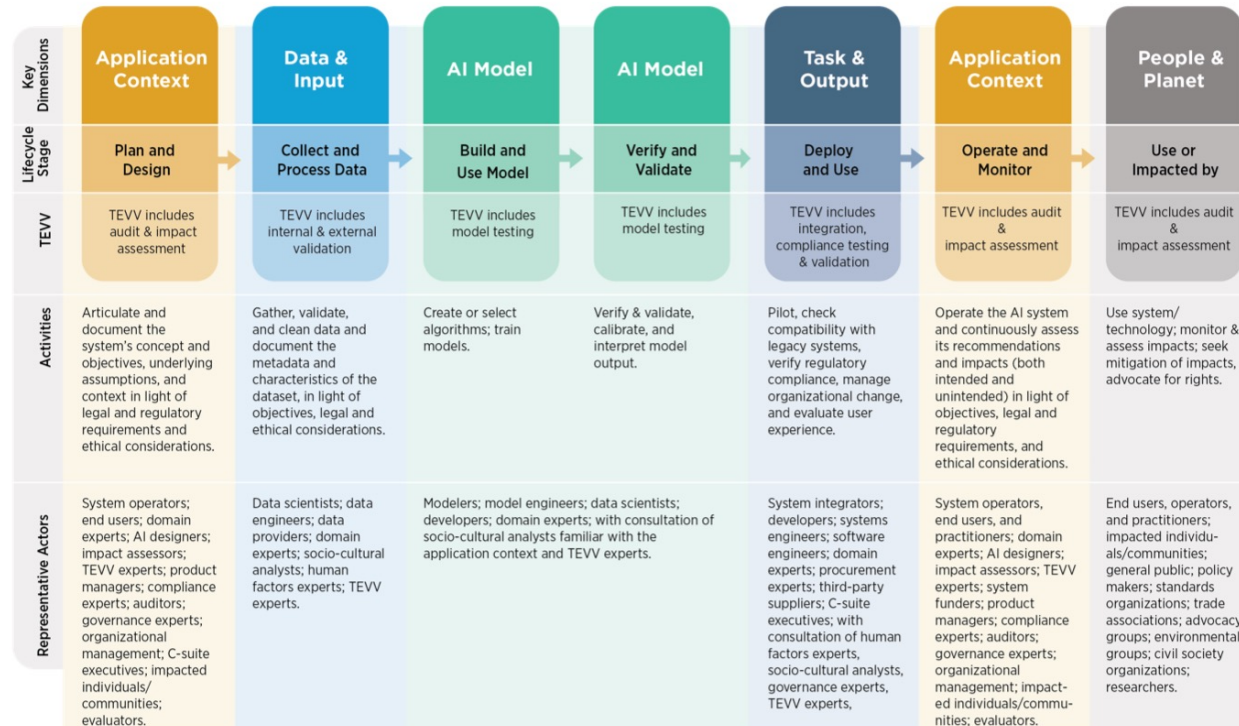 Key
Dimensions
Application
Context
Data &
Input
AI Model
AI Model
Task &
Output
Application
Context
People &
Planet
Lifecycle
Stage
Plan and
Design
Collect and
Process Data
Build and
Use Model
Verify and
Validate
Deploy
and Use
Operate and
Monitor
Use or
Impacted by
TEVV
TEVV includes
audit & impact
assessment
TEVV includes
internal & external
validation
TEVV includes
model testing
TEVV includes
model testing
TEVV includes
integration,
compliance testing
& validation
TEVV includes audit
&
impact assessment
TEVV includes audit
&
impact assessment
Activities
Articulate and
document the
system's concept and
objectives, underlying
assumptions, and
context in light of
legal and regulatory
requirements and
ethical considerations.
Gather, validate,
and clean data and
document the
metadata and
characteristics of the
dataset, in light of
objectives, legal and
ethical considerations.
Create or select
algorithms; train
models.
Verify & validate,
calibrate, and
interpret model
output.
Pilot, check
compatibility with
legacy systems,
verify regulatory
compliance, manage
organizational change,
and evaluate user
experience.
Operate the AI system
and continuously assess
its recommendations
and impacts (both
intended and
unintended) in light of
objectives, legal and
regulatory
requirements, and
ethical considerations.
Use system/
technology; monitor &
assess impacts; seek
mitigation of impacts,
advocate for rights.
Representative Actors
System operators;
end users; domain
experts; AI designers;
impact assessors;
TEVV experts; product
managers; compliance
experts; auditors;
governance experts;
organizational
management; C-suite
executives; impacted
individuals/
communities;
evaluators.
Data scientists; data
engineers; data
providers; domain
experts; socio-cultural
analysts; human
factors experts; TEVV
experts.
Modelers; model engineers; data scientists;
developers; domain experts; with consultation of
socio-cultural analysts familiar with the
application context and TEVV experts.
System integrators;
developers; systems
engineers; software
engineers; domain
experts; procurement
experts; third-party
suppliers; C-suite
executives; with
consultation of human
factors experts,
socio-cultural analysts,
governance experts,
TEVV experts,
System operators,
end users, and
practitioners; domain
experts; AI designers;
impact assessors; TEVV
experts; system
funders; product
managers; compliance
experts; auditors;
governance experts;
organizational
management; impact-
ed individuals/commu-
nities; evaluators.
End users, operators,
and practitioners;
impacted individu-
als/communities;
general public; policy
makers; standards
organizations; trade
associations; advocacy
groups; environmental
groups; civil society
organizations;
researchers.